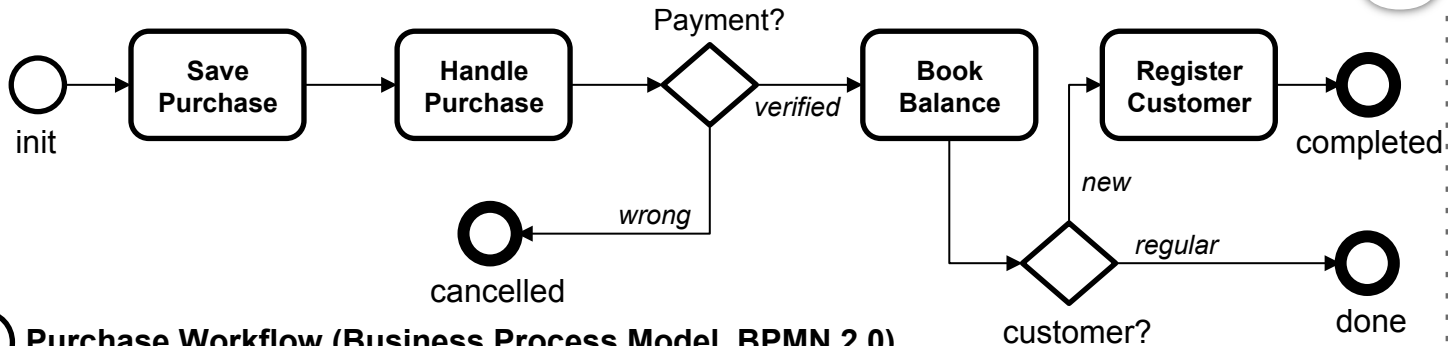 Payment?
Save
Purchase
Handle
Purchase
Book
Balance
Register
Customer
init
verified
completed
new
wrong
regular
cancelled
done
customer?
Purchase Workflow (Business Process Model, BPMN 2.0)